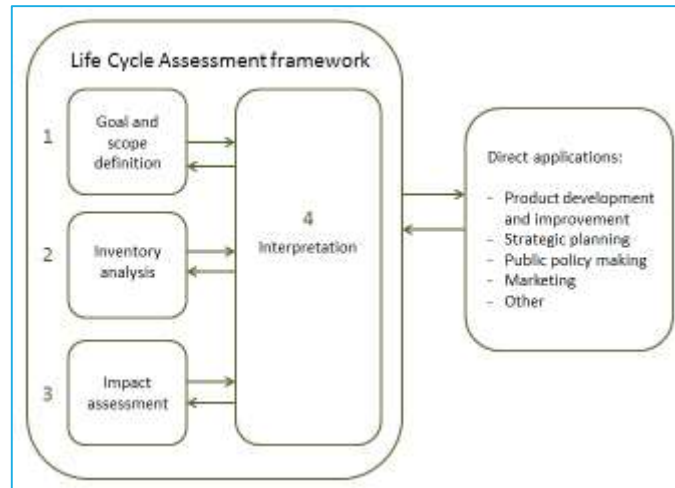 Life Cycle Assessment framework
1
Goal and
scope
definition
2
Inventory
analysis
3
Impact
assessment
4
Interpretation
Direct applications:
- Product development
and improvement
- Strategic planning
- Public policy making
- Marketing
- Other